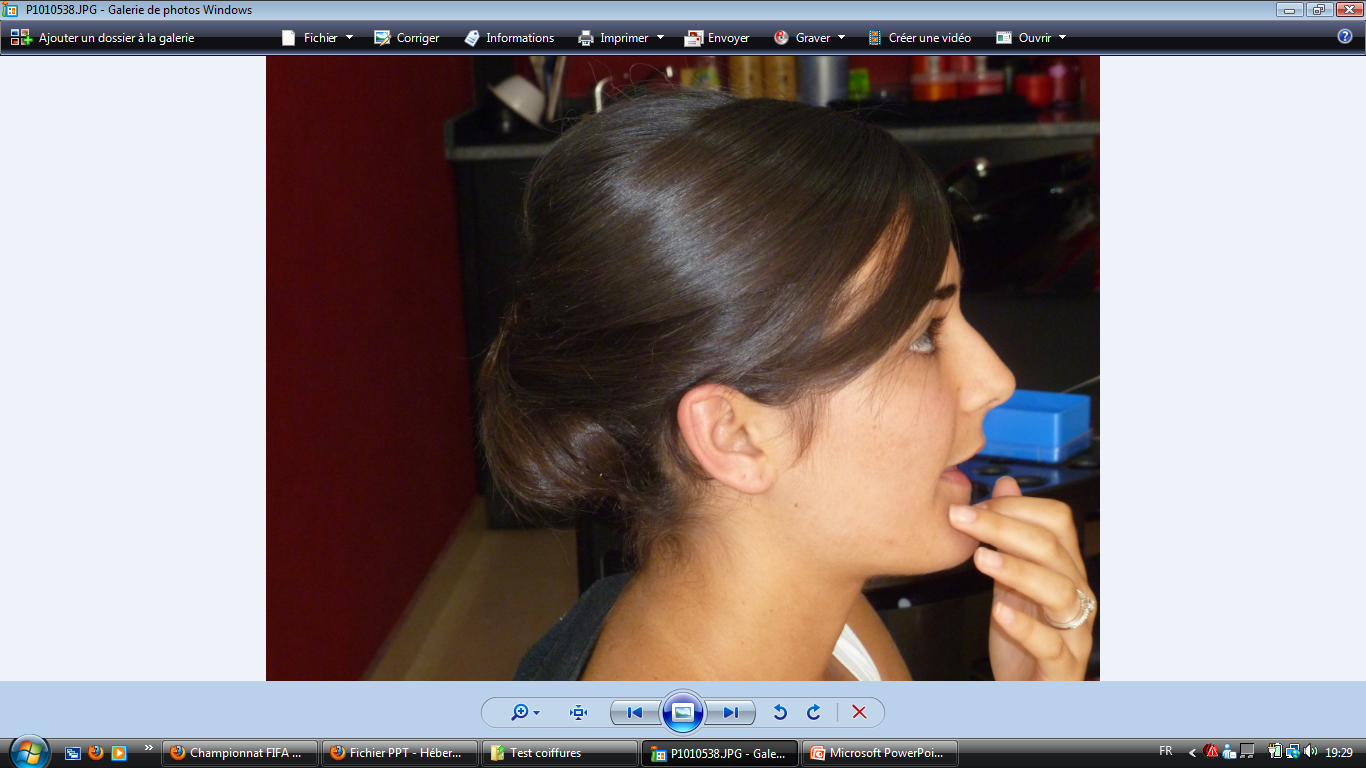 P1010538.JPG - Galerie de photos Windows
Ajouter un dossier à la galerie Fichier Corriger Informations Imprimer Envoyer Graver Créer une vidéo Ouvrir
» Championnat FIFA ... Fichier PPT - Héber... Test coiffures P1010538.JPG - Gale... Microsoft PowerPoi... FR 19:29